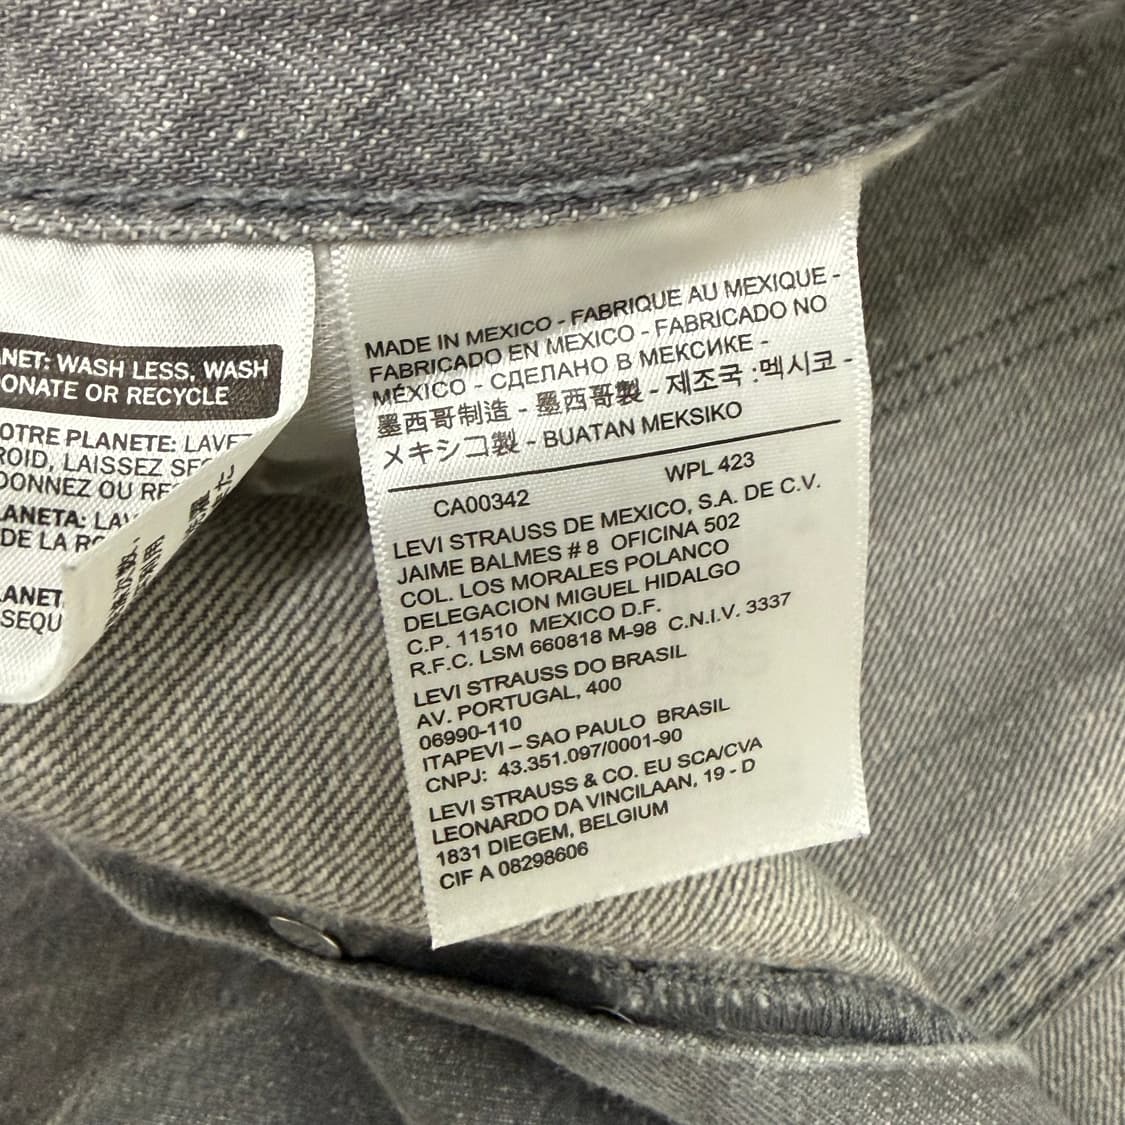 NET: WASH LESS, WASH
ONATE OR RECYCLE
OTRE PLANETE:
ROID, LAISSEZ
DONNEZ OU
LANETA:
DE LA
LANET
SEQU
MADE IN MEXICO - FABRIQUE AU MEXIQUE -
FABRICADO EN MEXICO - FABRICADO NO
MÉXICO - СДЕЛАНО В МЕКСИКЕ -
墨西哥制造 - 墨西哥製 - 제조국 :멕시코 -
メキシコ製 - BUATAN MEKSIKO
CA00342 WPL 423
LEVI STRAUSS DE MEXICO, S.A. DE C.V.
JAIME BALMES # 8 OFICINA 502
COL. LOS MORALES POLANCO
DELEGACION MIGUEL HIDALGO
C.P. 11510 MEXICO D.F.
R.F.C. LSM 660818 M-98 C.N.I.V. 3337
LEVI STRAUSS DO BRASIL
AV. PORTUGAL, 400
06990-110
ITAPEVI – SAO PAULO BRASIL
CNPJ: 43.351.097/0001-90
LEVI STRAUSS & CO. EU SCA/CVA
LEONARDO DA VINCILAAN, 19 - D
1831 DIEGEM, BELGIUM
CIF A 08298606